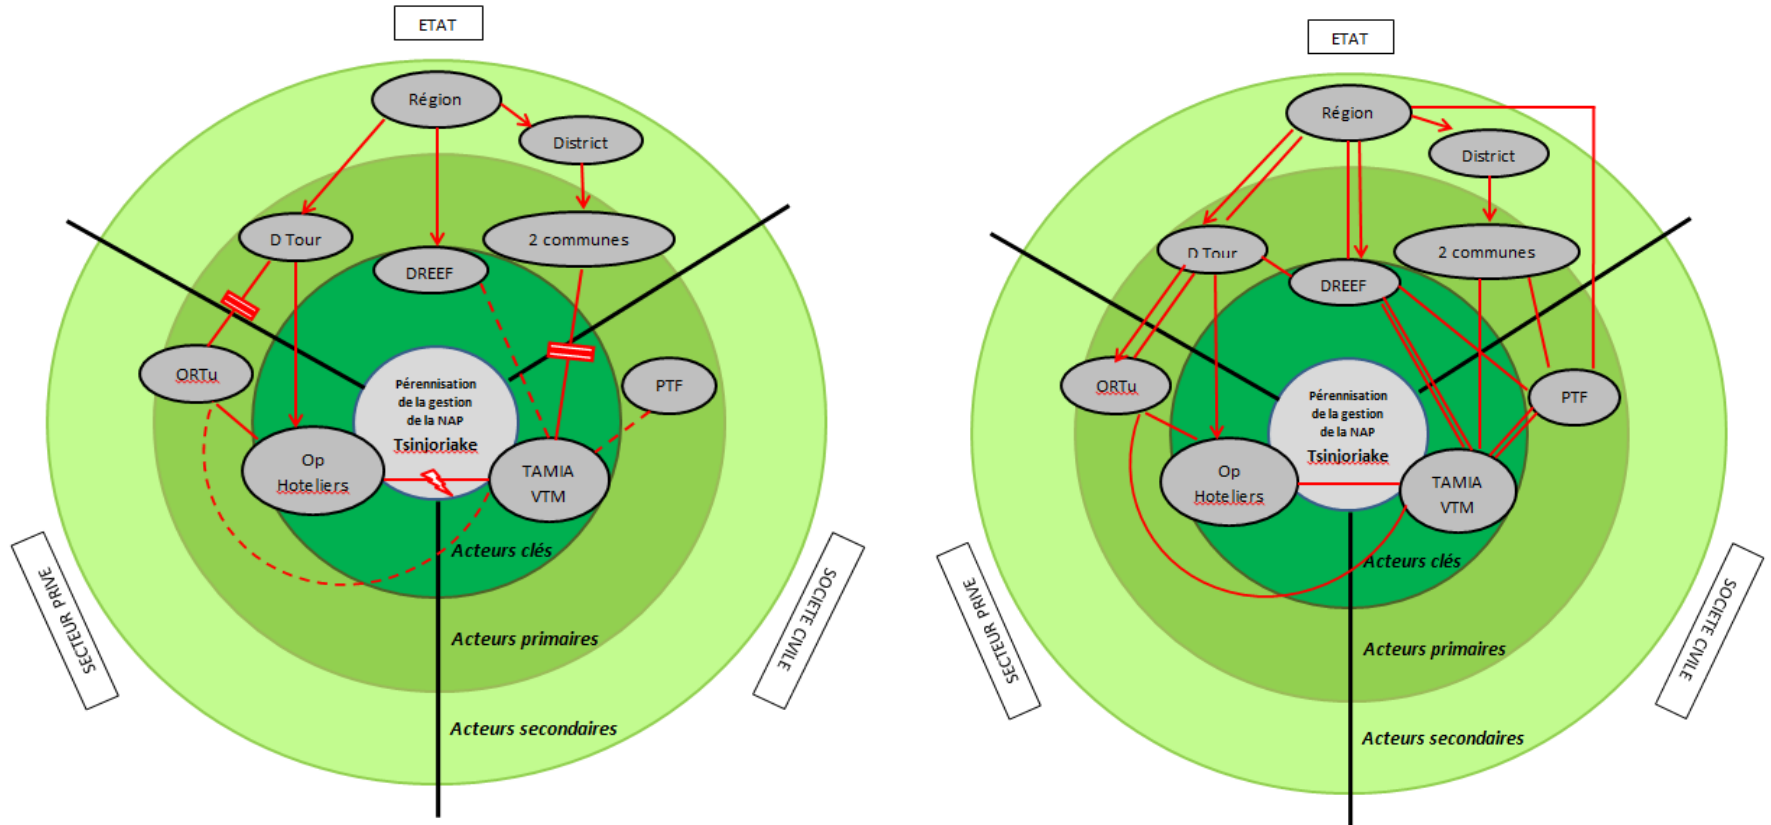 ETAT
Région
District
D Tour
2 communes
DREEF
ORTu
PTF
Pérennisation
de la gestion
de la NAP
Tsinjoriake
Op
Hoteliers
TAMIA
VTM
Acteurs clés
Acteurs primaires
Acteurs secondaires
SECTEUR PRIVE
SOCIETE CIVILE
ETAT
Région
District
D Tour
2 communes
DREEF
ORTu
PTF
Pérennisation
de la gestion
de la NAP
Tsinjoriake
Op
Hoteliers
TAMIA
VTM
Acteurs clés
Acteurs primaires
Acteurs secondaires
SECTEUR PRIVE
SOCIETE CIVILE